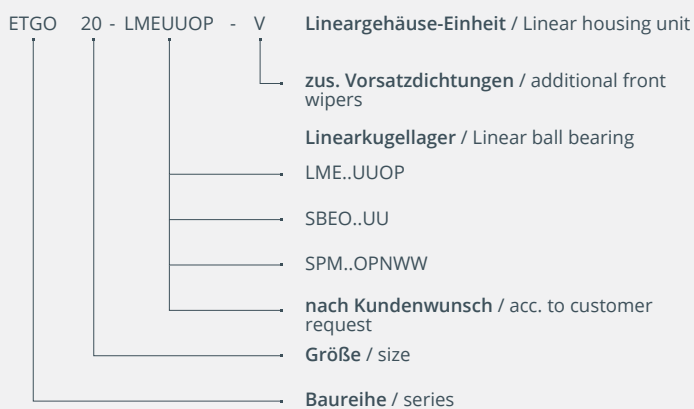 ETGO 20 - LMEUUOP - V Lineargehäuse-Einheit / Linear housing unit
zus. Vorsatzdichtungen / additional front
wipers
Linearkugellager / Linear ball bearing
LME..UUOP
SBEO..UU
SPM..OPNWW
nach Kundenwunsch / acc. to customer
request
Größe / size
Baureihe / series